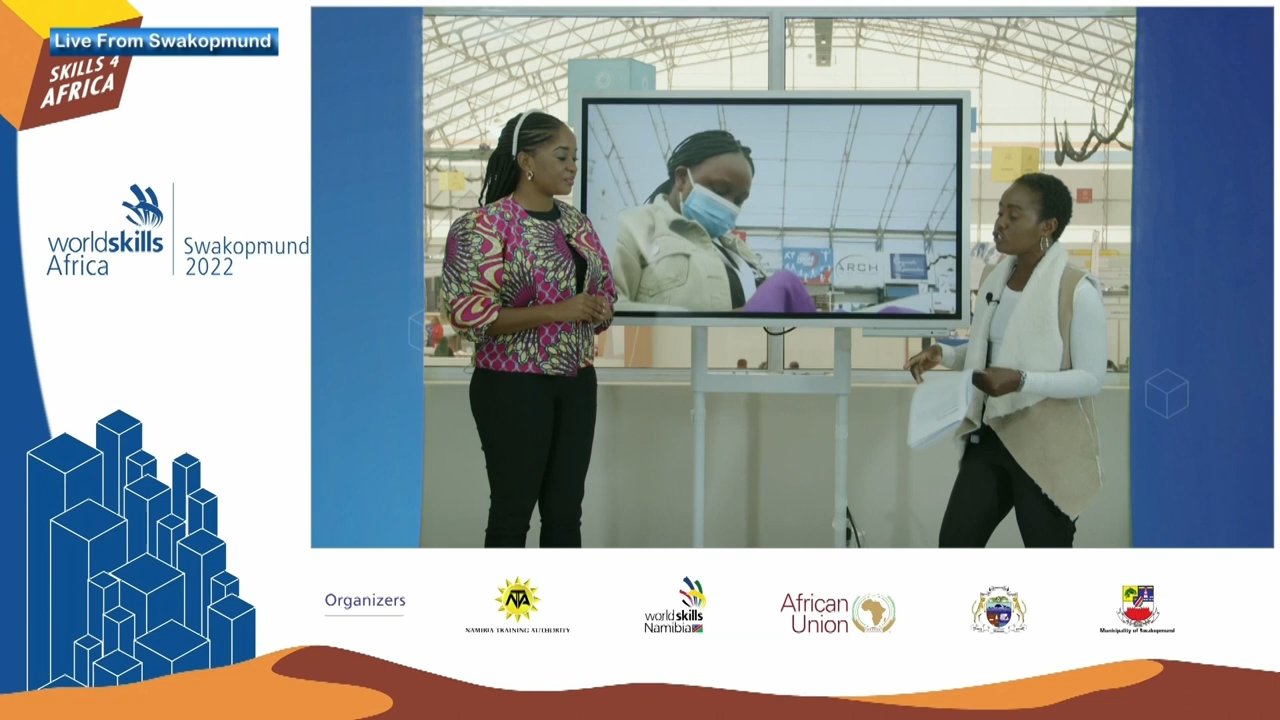 Live From Swakopmund
SKILLS 4
AFRICA
worldskills
Africa
Swakopmund
2022
ARCH
Organizers
NTA
NAMIBIA TRAINING AUTHORITY
worldskills
Namibia
African
Union
Municipality of Swakopmund